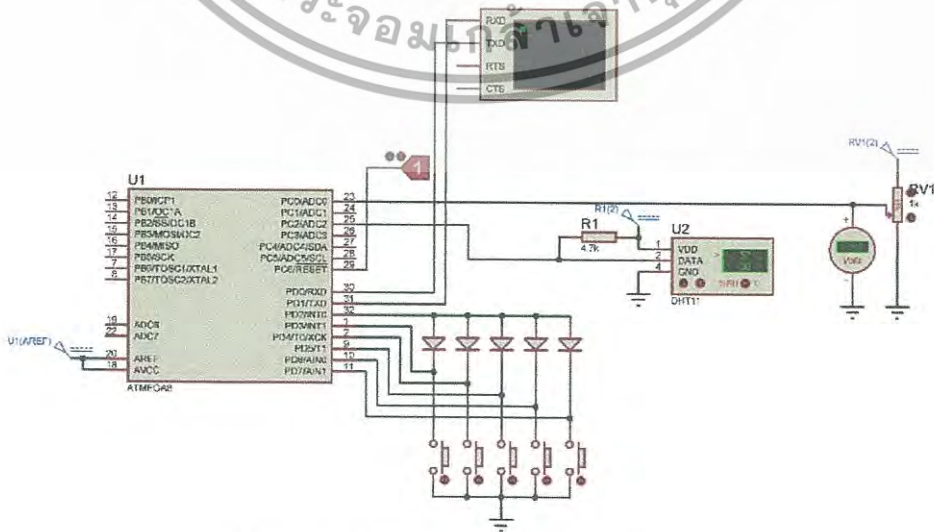 ระจอมเกล้าเจ้าคุ
RXD
TXD
RTS
CTS
1
RV1(2)
RV1
1k
U1
12 PB0/ICP1
13 PB1/OC1A
14 PB2/SS/OC1B
15 PB3/MOSI/OC2
16 PB4/MISO
17 PB5/SCK
7 PB6/TOSC1/XTAL1
8 PB7/TOSC2/XTAL2
19 ADC6
22 ADC7
U1(AREF)
20 AREF
18 AVCC
ATMEGA8
PC0/ADC0 23
PC1/ADC1 24
PC2/ADC2 25
PC3/ADC3 26
PC4/ADC4/SDA 27
PC5/ADC5/SCL 28
PC6/RESET 29
PD0/RXD 30
PD1/TXD 31
PD2/INT0 32
PD3/INT1 1
PD4/T0/XCK 2
PD5/T1 9
PD6/AIN0 10
PD7/AIN1 11
R1
4.7k
R1(2)
U2
1 VDD
2 DATA
4 GND
DHT11
+
Volts
-